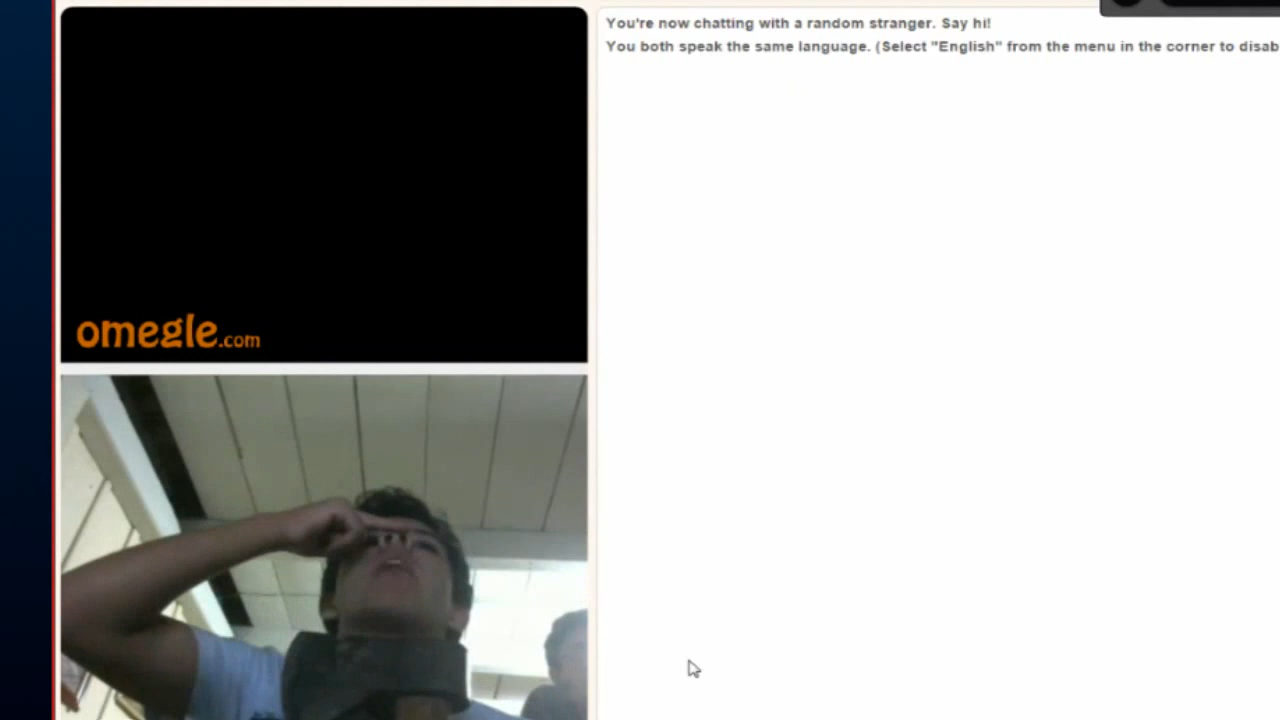 You're now chatting with a random stranger. Say hi!
You both speak the same language. (Select "English" from the menu in the corner to disab
omegle.com